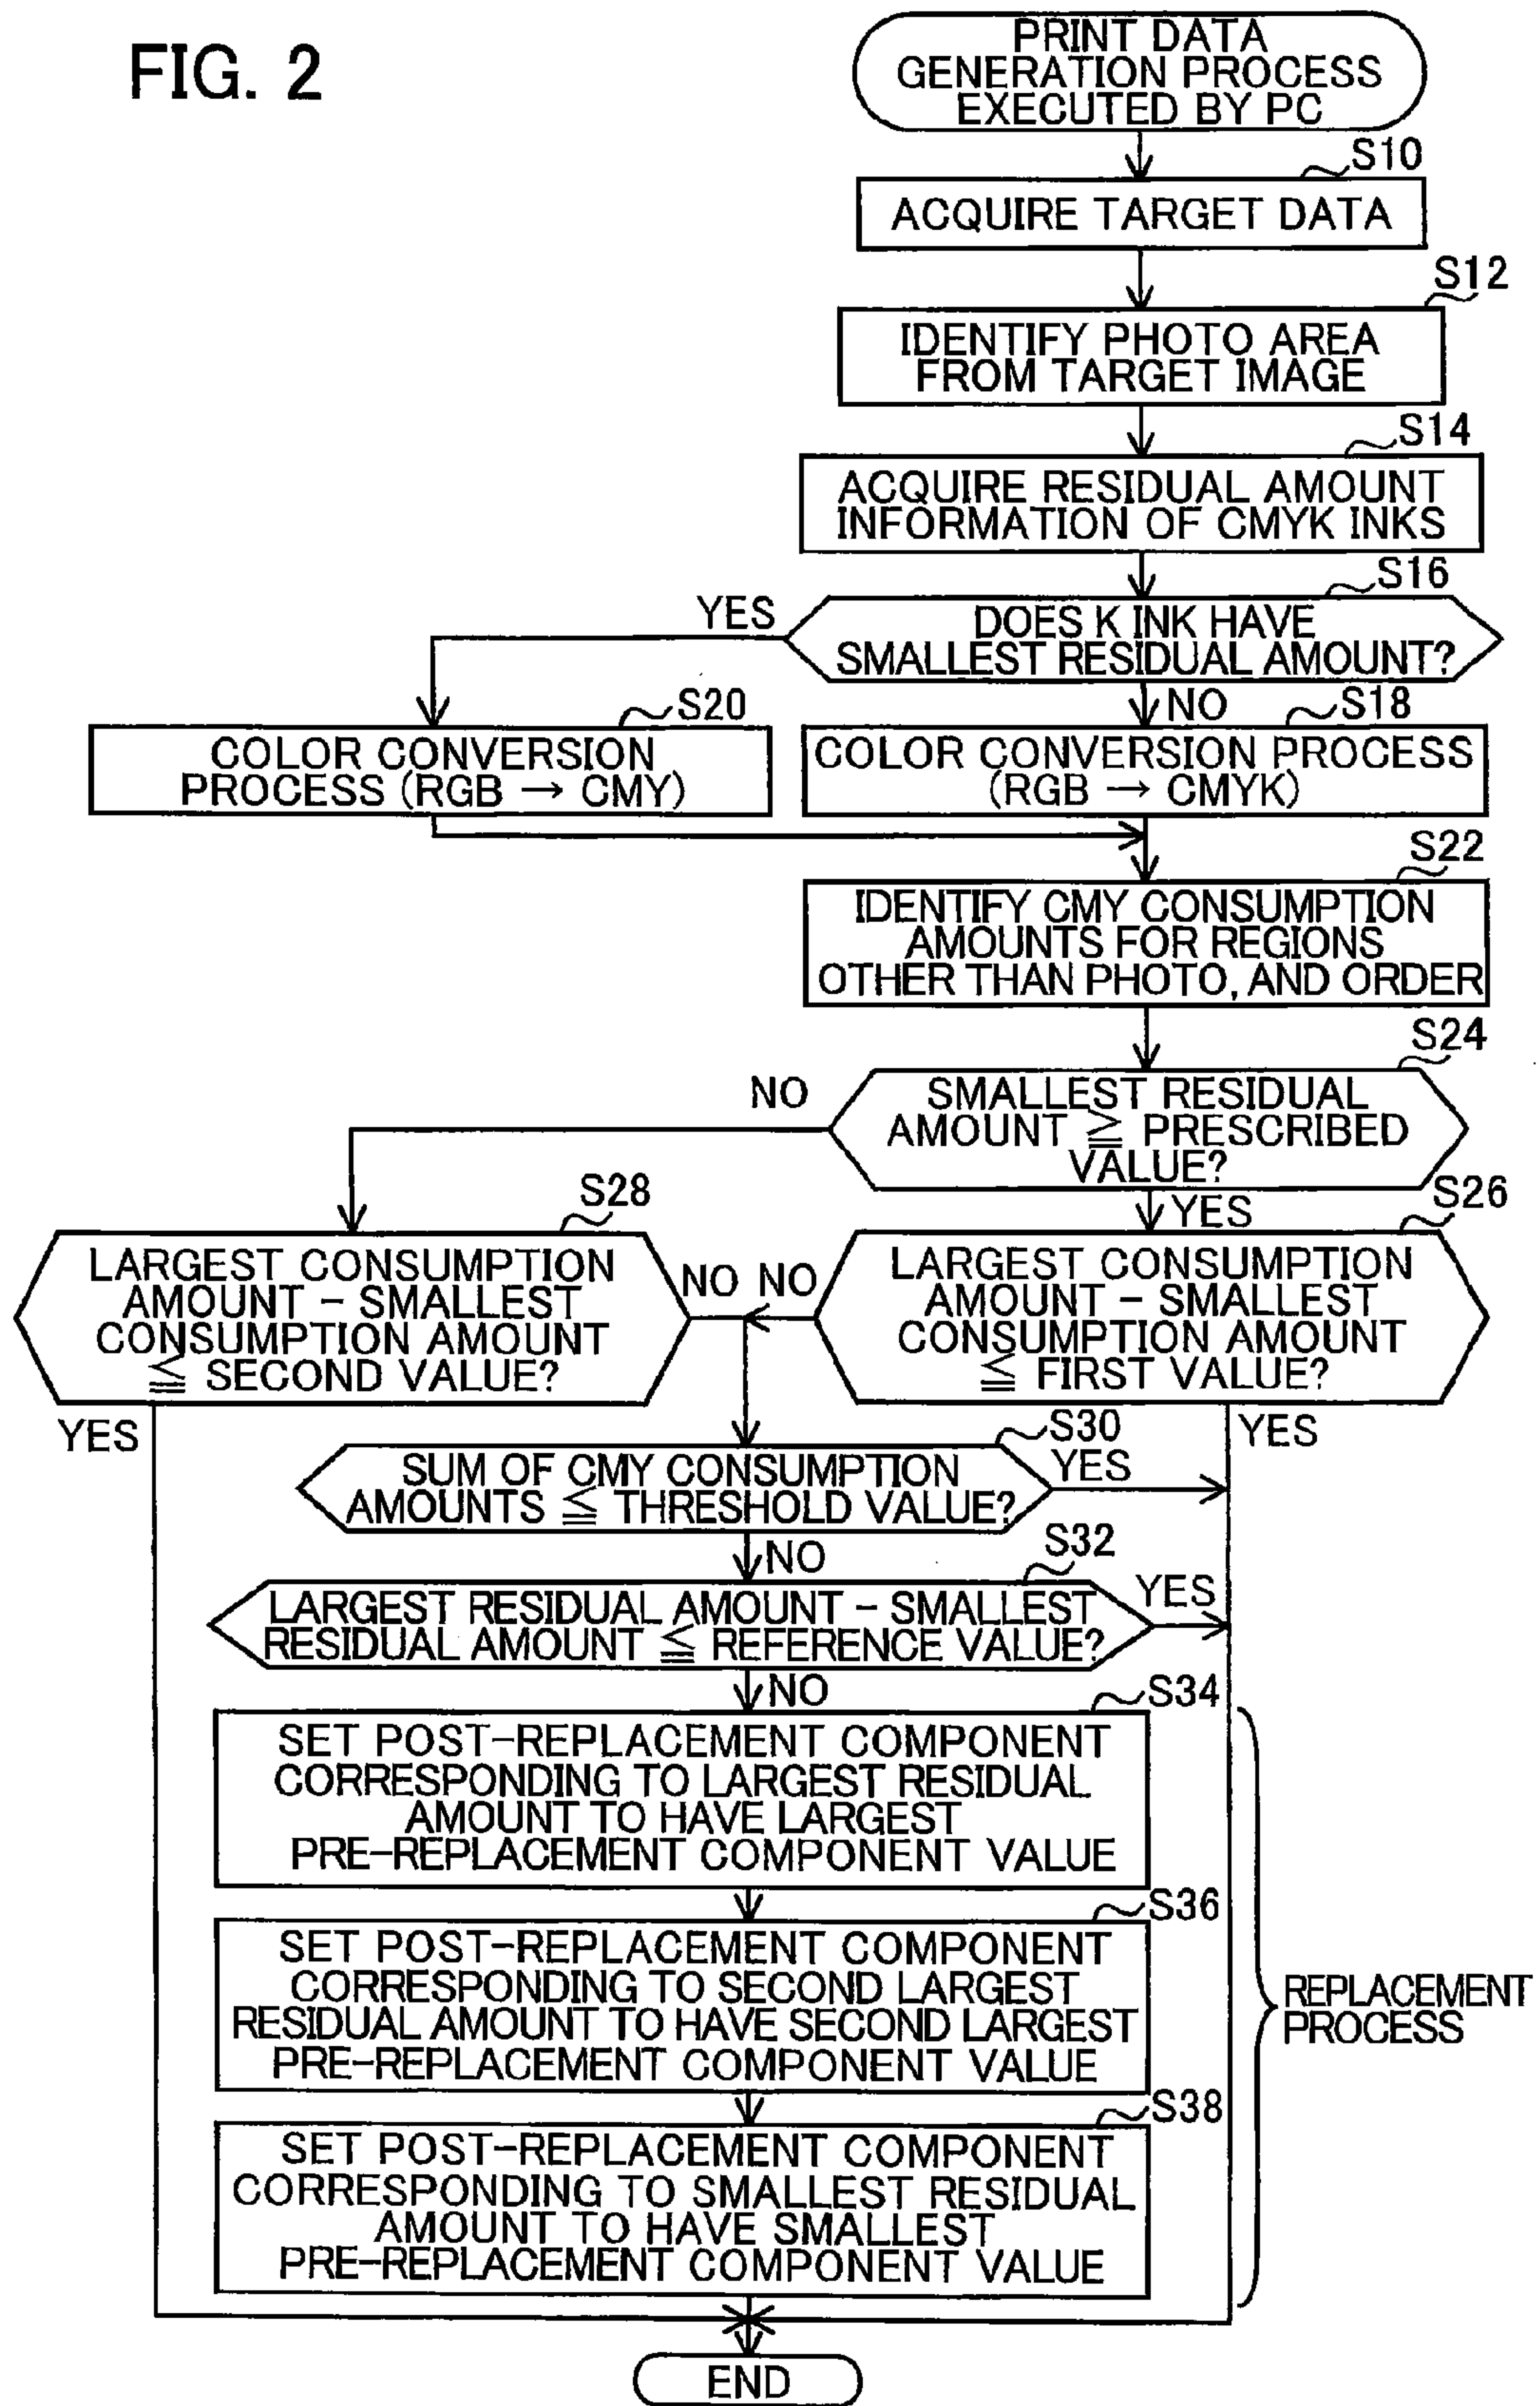 FIG. 2
PRINT DATA
GENERATION PROCESS
EXECUTED BY PC
S10
ACQUIRE TARGET DATA
S12
IDENTIFY PHOTO AREA
FROM TARGET IMAGE
S14
ACQUIRE RESIDUAL AMOUNT
INFORMATION OF CMYK INKS
S16
YES
DOES K INK HAVE
SMALLEST RESIDUAL AMOUNT?
S20
NO
S18
COLOR CONVERSION
PROCESS (RGB → CMY)
COLOR CONVERSION PROCESS
(RGB → CMYK)
S22
IDENTIFY CMY CONSUMPTION
AMOUNTS FOR REGIONS
OTHER THAN PHOTO, AND ORDER
S24
NO
SMALLEST RESIDUAL
AMOUNT ≧ PRESCRIBED
VALUE?
S28
YES
S26
LARGEST CONSUMPTION
AMOUNT - SMALLEST
CONSUMPTION AMOUNT
≦ SECOND VALUE?
NO NO
LARGEST CONSUMPTION
AMOUNT - SMALLEST
CONSUMPTION AMOUNT
≦ FIRST VALUE?
YES
YES
S30
SUM OF CMY CONSUMPTION
AMOUNTS ≦ THRESHOLD VALUE?
YES
NO
S32
LARGEST RESIDUAL AMOUNT - SMALLEST
RESIDUAL AMOUNT ≦ REFERENCE VALUE?
YES
NO
S34
SET POST-REPLACEMENT COMPONENT
CORRESPONDING TO LARGEST RESIDUAL
AMOUNT TO HAVE LARGEST
PRE-REPLACEMENT COMPONENT VALUE
S36
SET POST-REPLACEMENT COMPONENT
CORRESPONDING TO SECOND LARGEST
RESIDUAL AMOUNT TO HAVE SECOND LARGEST
PRE-REPLACEMENT COMPONENT VALUE
REPLACEMENT
PROCESS
S38
SET POST-REPLACEMENT COMPONENT
CORRESPONDING TO SMALLEST RESIDUAL
AMOUNT TO HAVE SMALLEST
PRE-REPLACEMENT COMPONENT VALUE
END